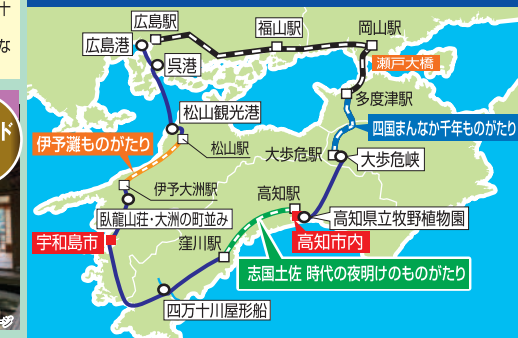 十
な
ド
広島駅
福山駅
岡山駅
広島港
呉港
瀬戸大橋
多度津駅
松山観光港
四国まんなか千年ものがたり
伊予灘ものがたり
松山駅
大歩危駅
大歩危峡
伊予大洲駅
高知駅
臥龍山荘・大洲の町並み
高知県立牧野植物園
宇和島市
窪川駅
高知市内
志国土佐 時代の夜明けのものがたり
四万十川屋形船